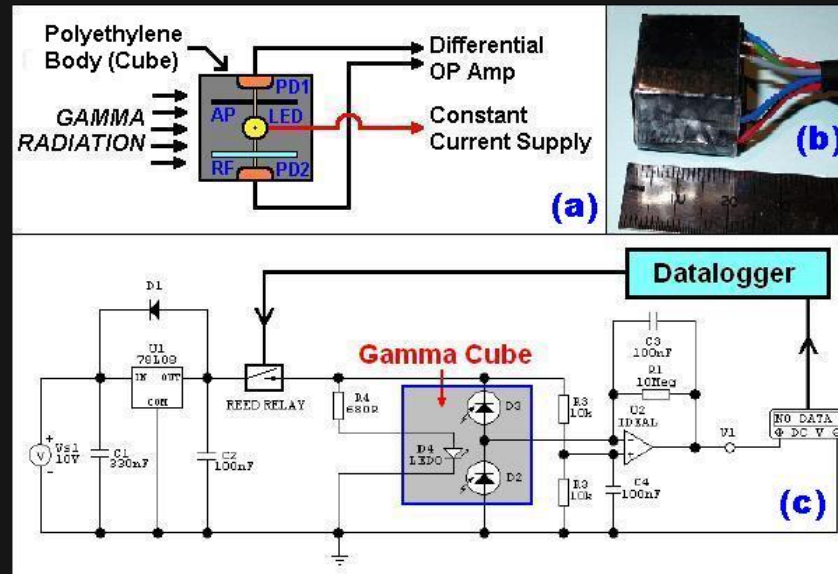 Polyethylene
Body (Cube)
GAMMA
RADIATION
PD1
AP
LED
RF
PD2
Differential
OP Amp
Constant
Current Supply
(a)
(b)
20
Datalogger
D1
U1
78L09
IN OUT
COM
REED RELAY
Gamma Cube
Vs1
10V
C1
330nF
C2
100nF
R4
680R
D4
LED0
D3
D2
R3
10k
R3
10k
C3
100nF
R1
10Meg
U2
IDEAL
C4
100nF
V1
NO DATA
DC V
(c)